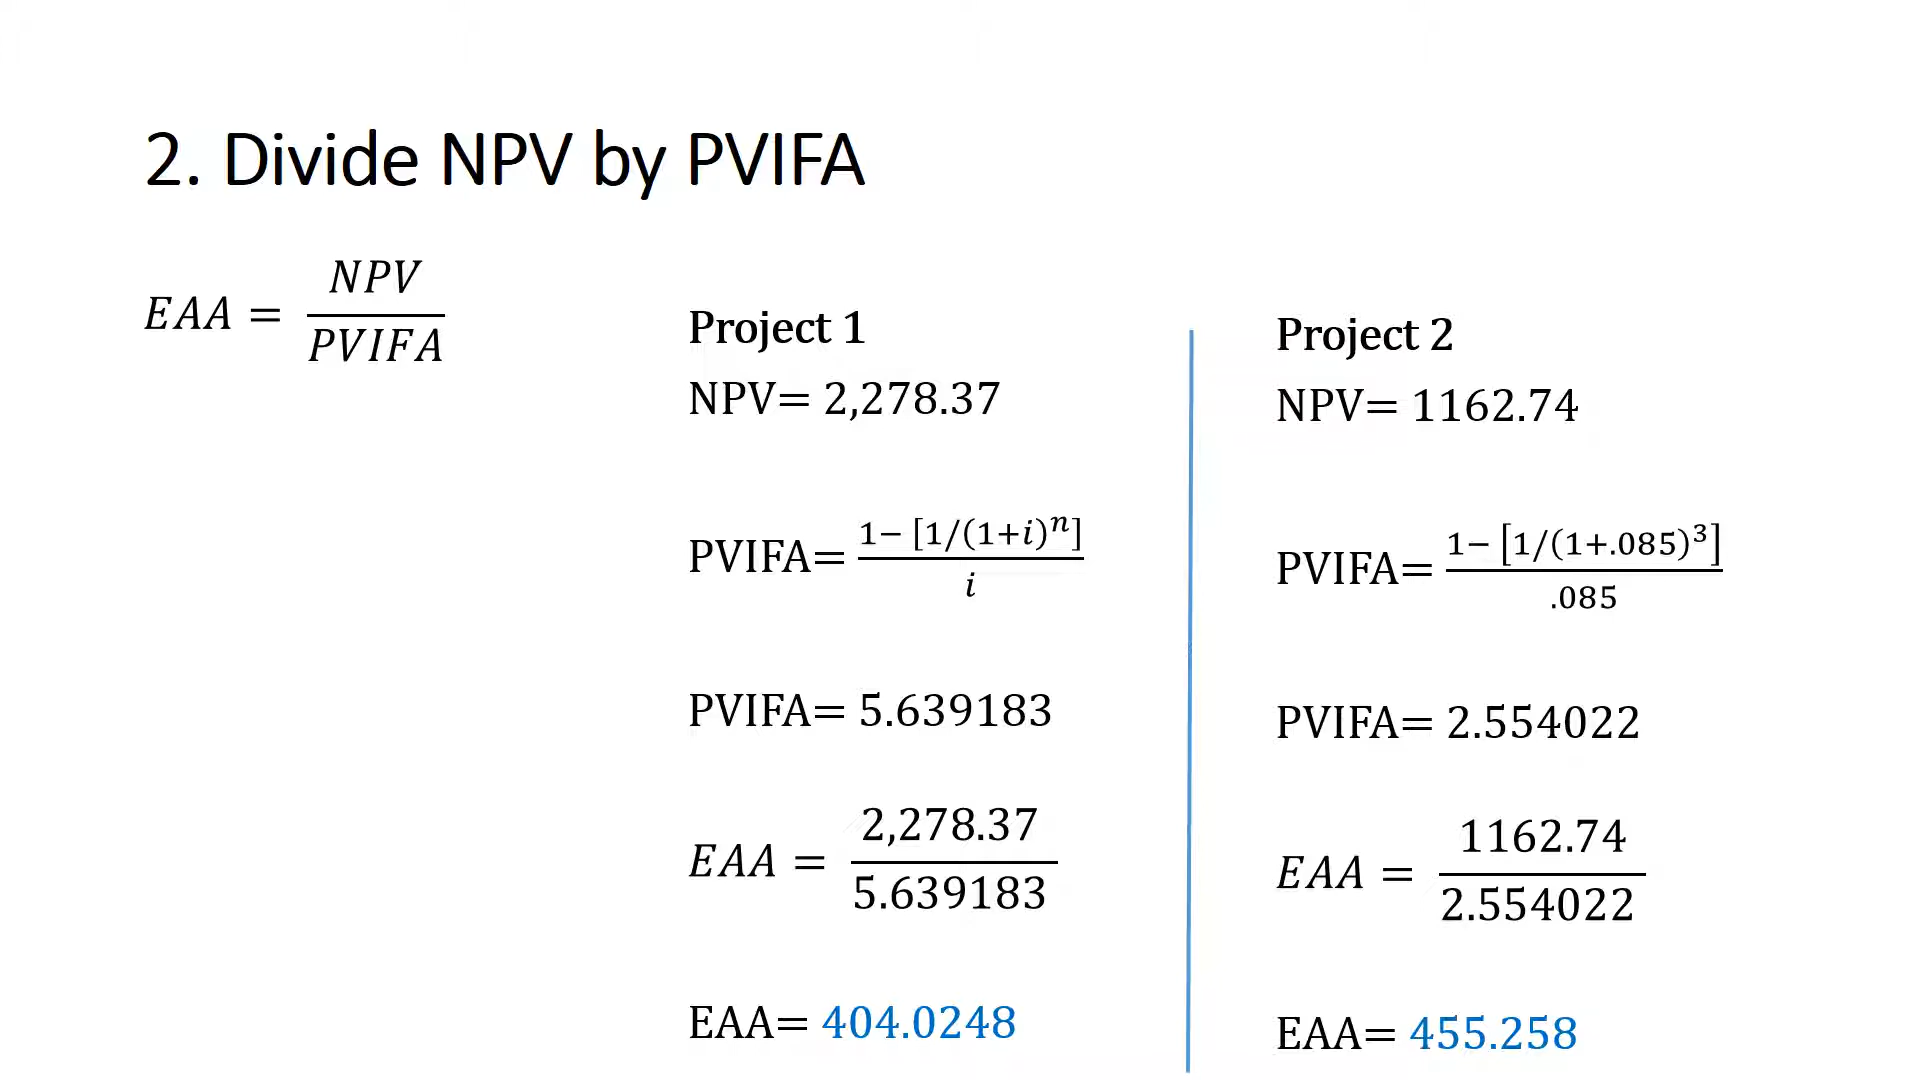 2. Divide NPV by PVIFA
EAA = NPV / PVIFA
Project 1
NPV= 2,278.37
PVIFA= 1− [1/(1+i)^n] / i
PVIFA= 5.639183
EAA = 2,278.37 / 5.639183
EAA= 404.0248
Project 2
NPV= 1162.74
PVIFA= 1− [1/(1+.085)^3] / .085
PVIFA= 2.554022
EAA = 1162.74 / 2.554022
EAA= 455.258